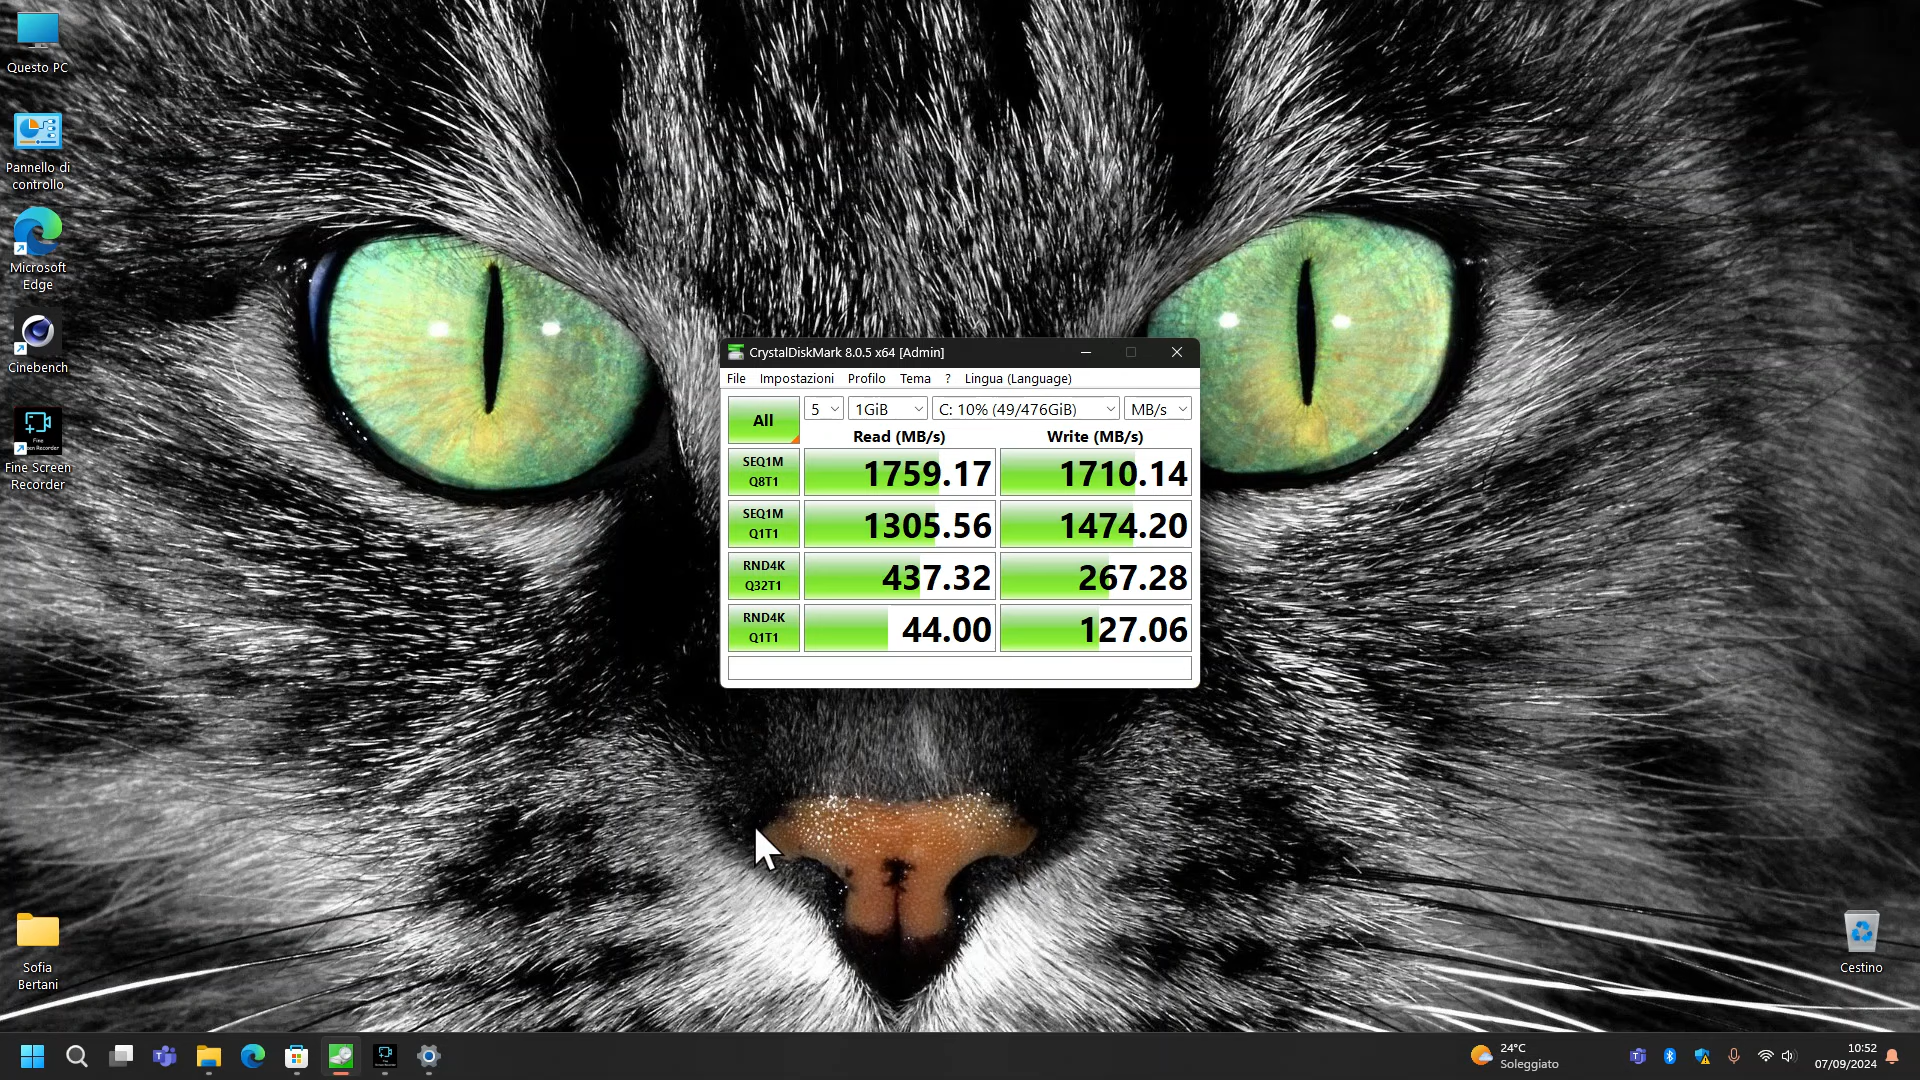 Questo PC
Pannello di
controllo
Microsoft
Edge
Cinebench
Fine Screen
Recorder
CrystalDiskMark 8.0.5 x64 [Admin]
File Impostazioni Profilo Tema ? Lingua (Language)
All 5 1GiB C: 10% (49/476GiB) MB/s
Read (MB/s) Write (MB/s)
SEQ1M
Q8T1
1759.17 1710.14
SEQ1M
Q1T1
1305.56 1474.20
RND4K
Q32T1
437.32 267.28
RND4K
Q1T1
44.00 127.06
Sofia
Bertani
Cestino
24°C
Soleggiato
10:52
07/09/2024